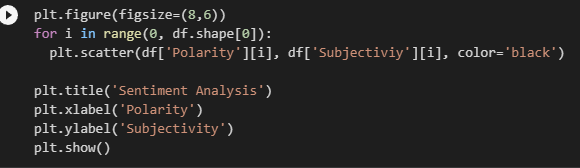 plt.figure(figsize=(8,6))
for i in range(0, df.shape[0]):
  plt.scatter(df['Polarity'][i], df['Subjectiviy'][i], color='black')

plt.title('Sentiment Analysis')
plt.xlabel('Polarity')
plt.ylabel('Subjectivity')
plt.show()